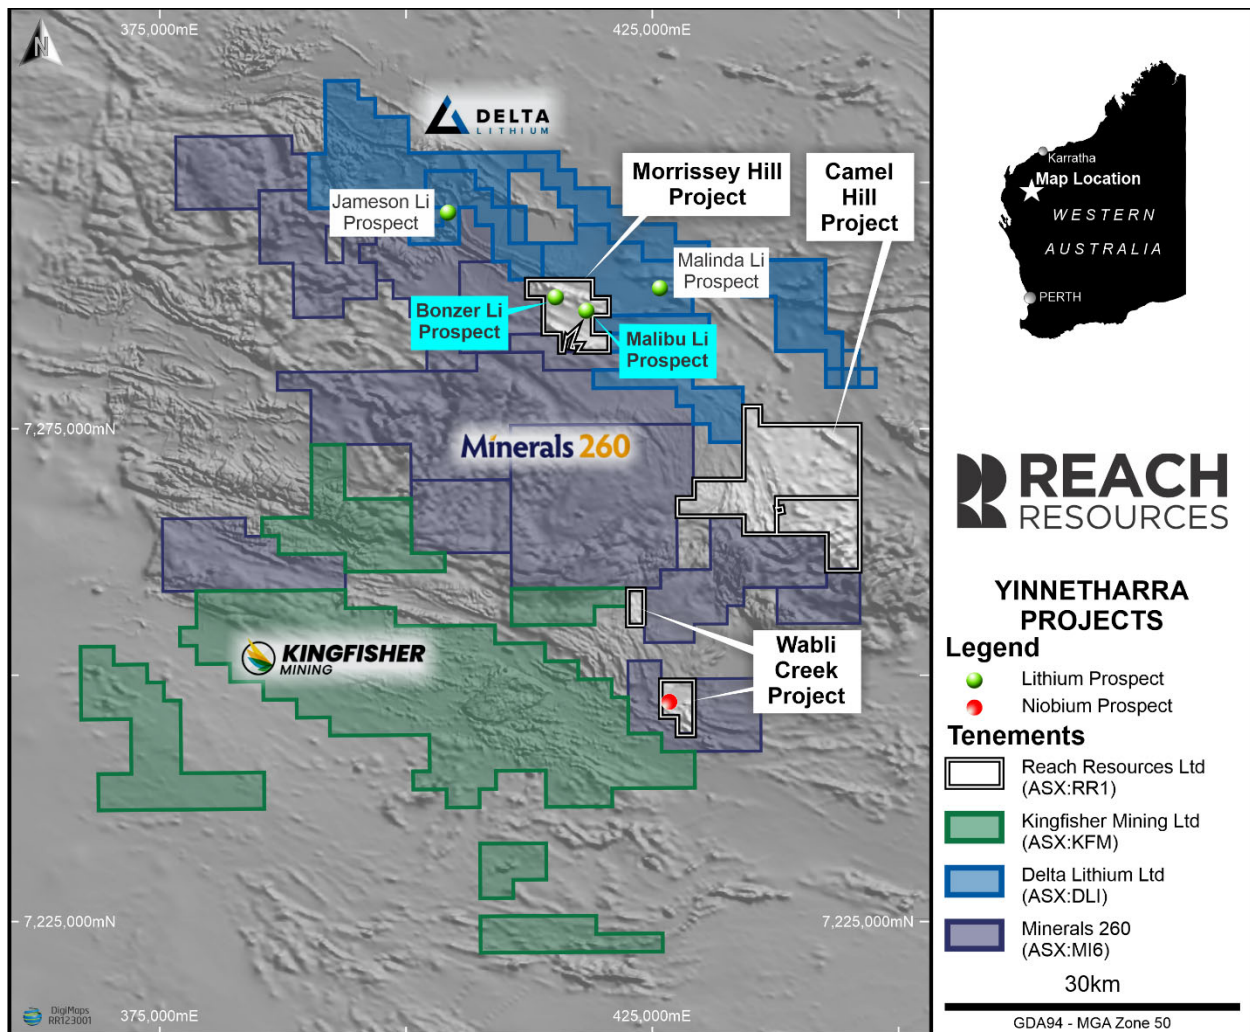 375,000mE
425,000mE
N
DELTA
LITHIUM
Morrissey Hill
Project
Camel
Hill
Project
Jameson Li
Prospect
Malinda Li
Prospect
Bonzer Li
Prospect
Malibu Li
Prospect
7,275,000mN
7,275,000mN
Minerals 260
KINGFISHER
MINING
Wabli
Creek
Project
7,225,000mN
7,225,000mN
DigiMaps
RR123001
375,000mE
425,000mE
Karratha
Map Location
WESTERN
AUSTRALIA
PERTH
REACH
RESOURCES
YINNETHARRA
PROJECTS
Legend
Lithium Prospect
Niobium Prospect
Tenements
Reach Resources Ltd
(ASX:RR1)
Kingfisher Mining Ltd
(ASX:KFM)
Delta Lithium Ltd
(ASX:DLI)
Minerals 260
(ASX:MI6)
30km
GDA94 - MGA Zone 50